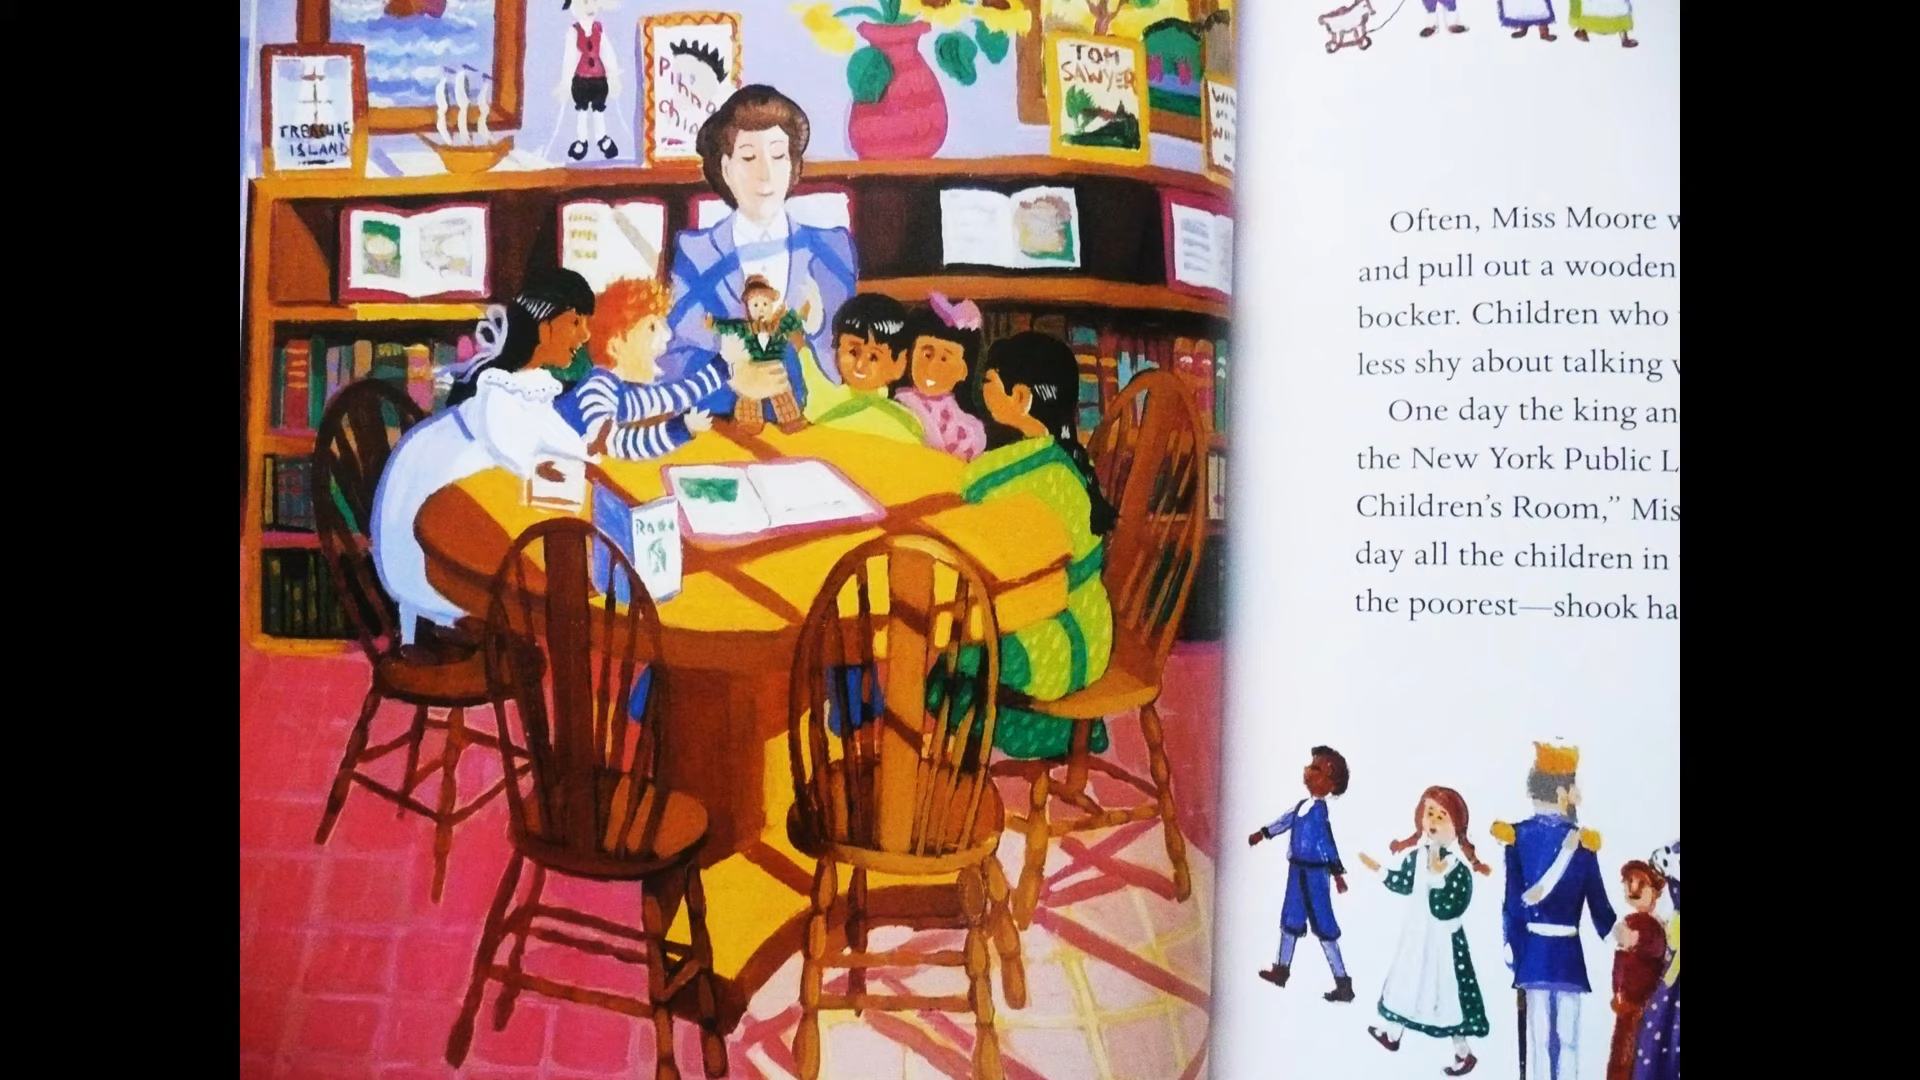 TREASURE
ISLAND
Pinno
chio
TOM
SAWYER
Often, Miss Moore w
and pull out a wooden
bocker. Children who
less shy about talking w
One day the king an
the New York Public L
Children's Room,” Mis
day all the children in
the poorest—shook ha